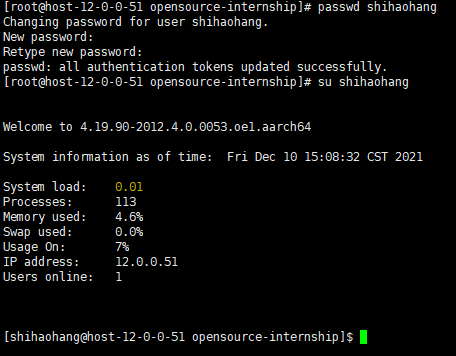 [root@host-12-0-0-51 opensource-internship]# passwd shihaohang
Changing password for user shihaohang.
New password:
Retype new password:
passwd: all authentication tokens updated successfully.
[root@host-12-0-0-51 opensource-internship]# su shihaohang
Welcome to 4.19.90-2012.4.0.0053.oe1.aarch64
System information as of time:  Fri Dec 10 15:08:32 CST 2021
System load:    0.01
Processes:      113
Memory used:    4.6%
Swap used:      0.0%
Usage On:       7%
IP address:     12.0.0.51
Users online:   1
[shihaohang@host-12-0-0-51 opensource-internship]$